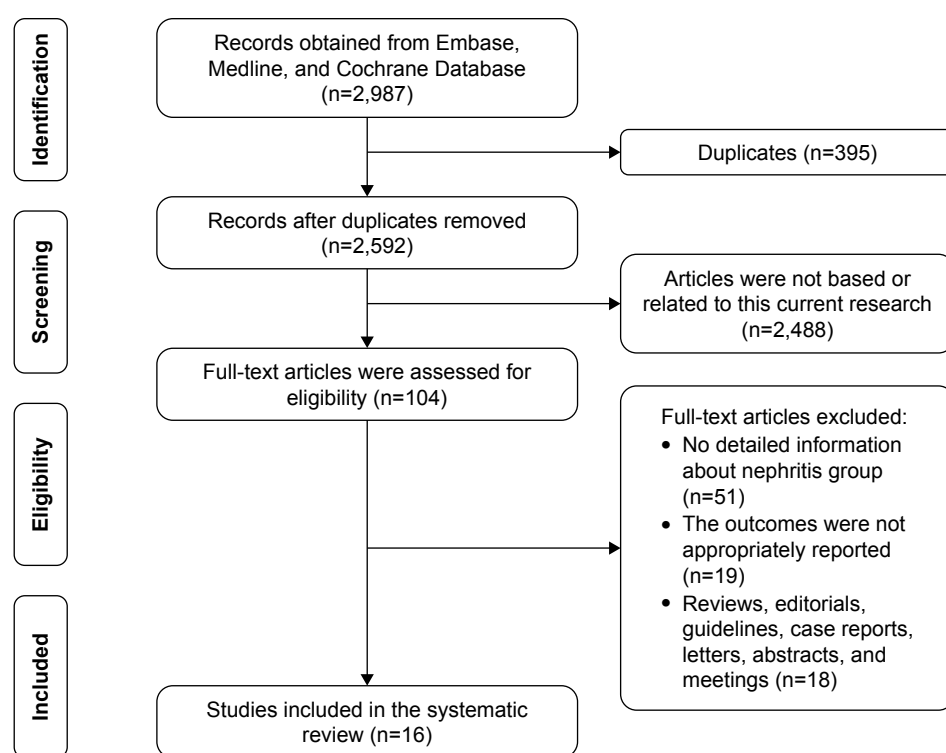 Identification
Records obtained from Embase,
Medline, and Cochrane Database
(n=2,987)
Duplicates (n=395)
Screening
Records after duplicates removed
(n=2,592)
Articles were not based or
related to this current research
(n=2,488)
Full-text articles were assessed for
eligibility (n=104)
Eligibility
Full-text articles excluded:
• No detailed information
about nephritis group
(n=51)
• The outcomes were not
appropriately reported
(n=19)
• Reviews, editorials,
guidelines, case reports,
letters, abstracts, and
meetings (n=18)
Included
Studies included in the systematic
review (n=16)